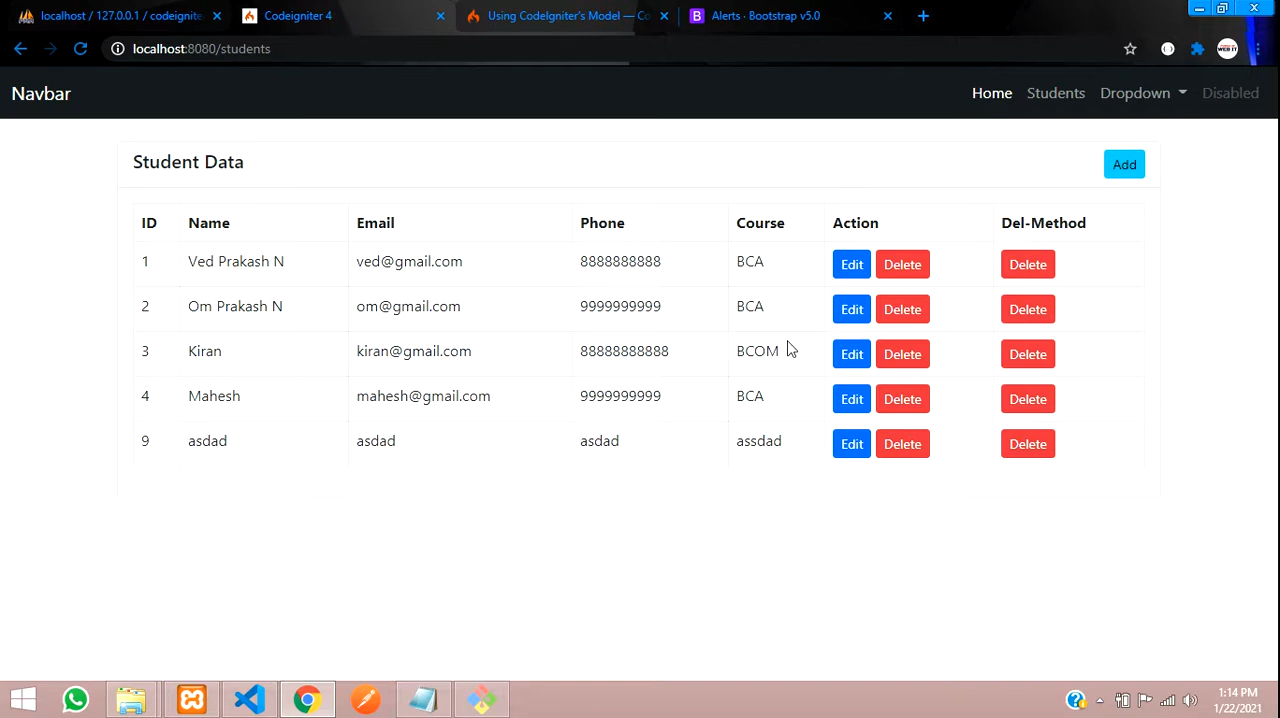 localhost / 127.0.0.1 / codeignite
Codeigniter 4
Using CodeIgniter's Model — Co
B Alerts · Bootstrap v5.0
localhost:8080/students
WEB IT
Navbar
Home Students Dropdown Disabled
Student Data
Add
ID Name Email Phone Course Action Del-Method
1 Ved Prakash N ved@gmail.com 8888888888 BCA Edit Delete Delete
2 Om Prakash N om@gmail.com 9999999999 BCA Edit Delete Delete
3 Kiran kiran@gmail.com 88888888888 BCOM Edit Delete Delete
4 Mahesh mahesh@gmail.com 9999999999 BCA Edit Delete Delete
9 asdad asdad asdad assdad Edit Delete Delete
1:14 PM
1/22/2021